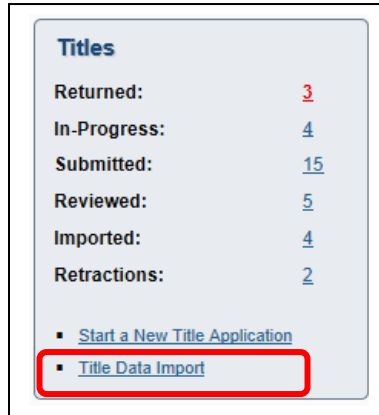 Titles
Returned: 3
In-Progress: 4
Submitted: 15
Reviewed: 5
Imported: 4
Retractions: 2
▪ Start a New Title Application
▪ Title Data Import